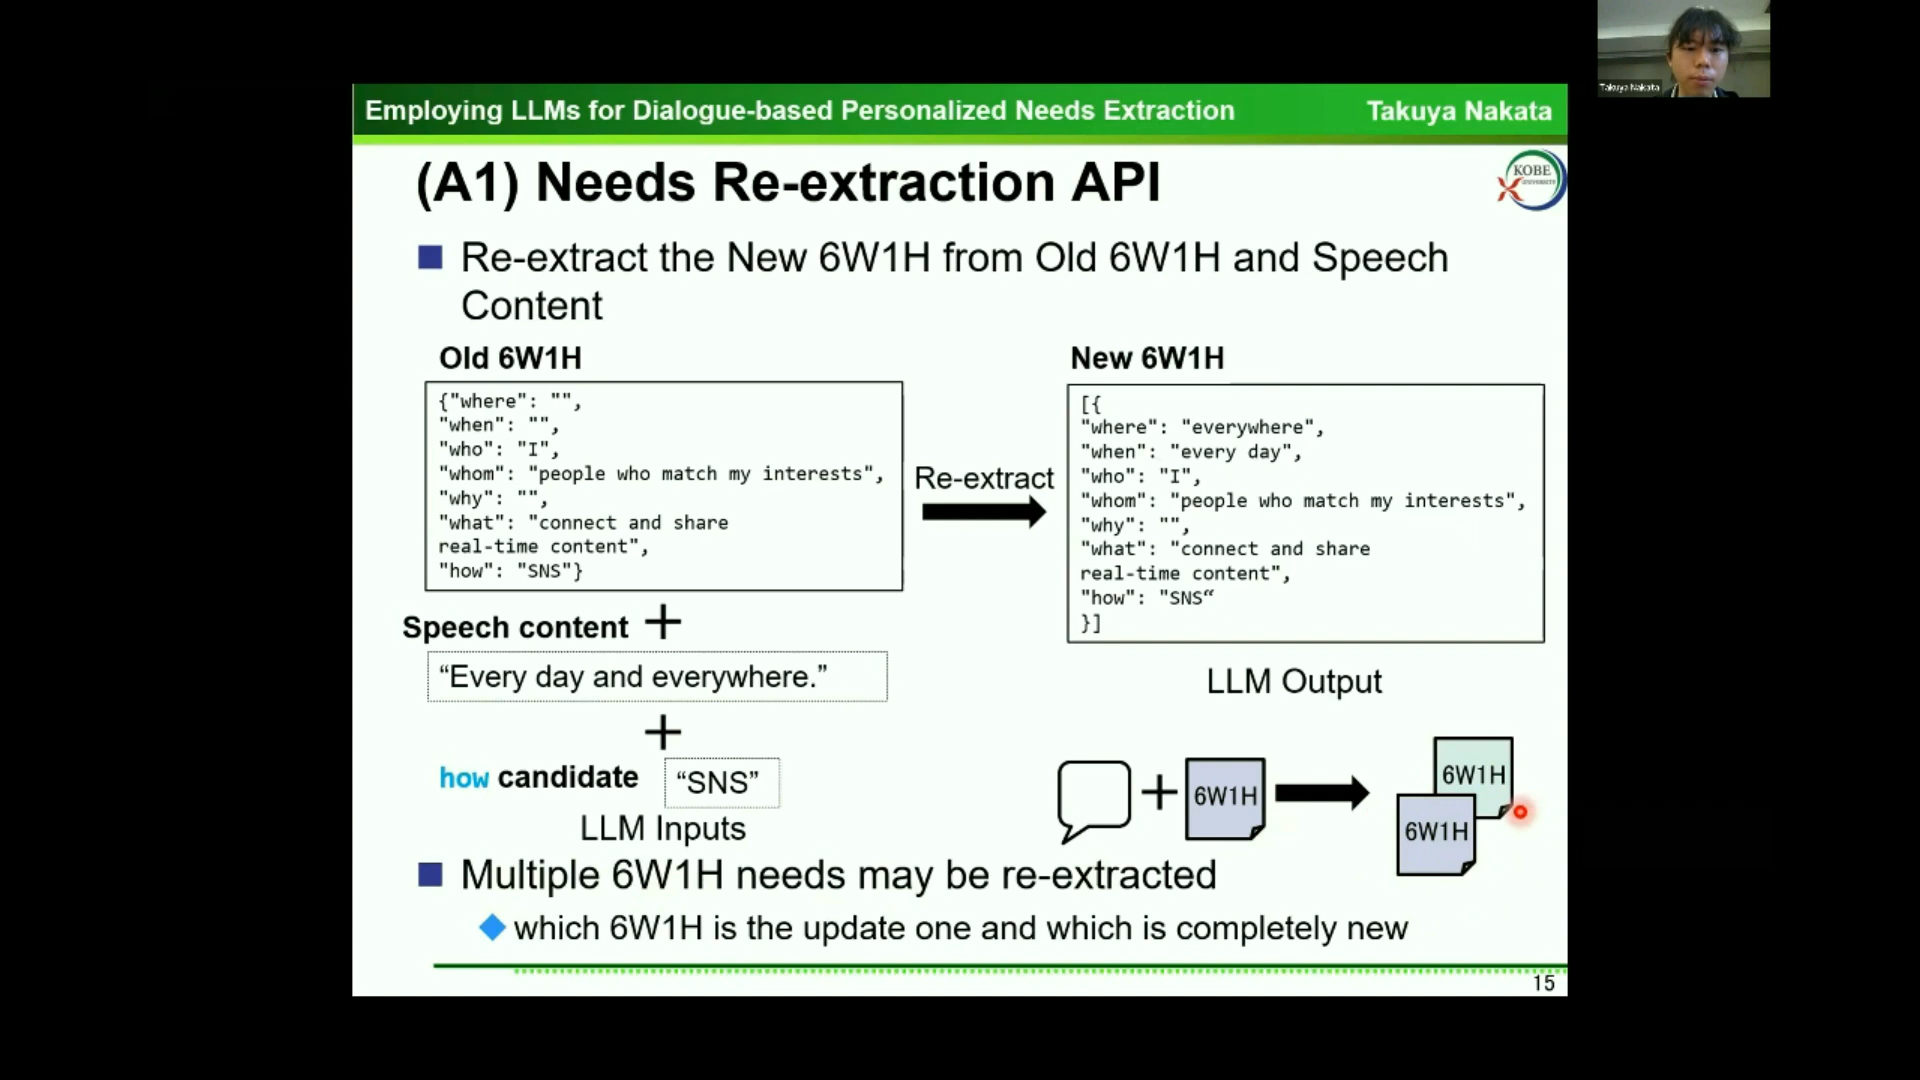 Takuya Nakata
Employing LLMs for Dialogue-based Personalized Needs Extraction
Takuya Nakata
(A1) Needs Re-extraction API
KOBE
UNIVERSITY
Re-extract the New 6W1H from Old 6W1H and Speech
Content
Old 6W1H
{"where": "",
"when": "",
"who": "I",
"whom": "people who match my interests",
"why": "",
"what": "connect and share
real-time content",
"how": "SNS"}
Re-extract
New 6W1H
[{
"where": "everywhere",
"when": "every day",
"who": "I",
"whom": "people who match my interests",
"why": "",
"what": "connect and share
real-time content",
"how": "SNS“
}]
Speech content +
“Every day and everywhere.”
+
how candidate “SNS”
LLM Inputs
LLM Output
+ 6W1H
6W1H
6W1H
Multiple 6W1H needs may be re-extracted
which 6W1H is the update one and which is completely new
15